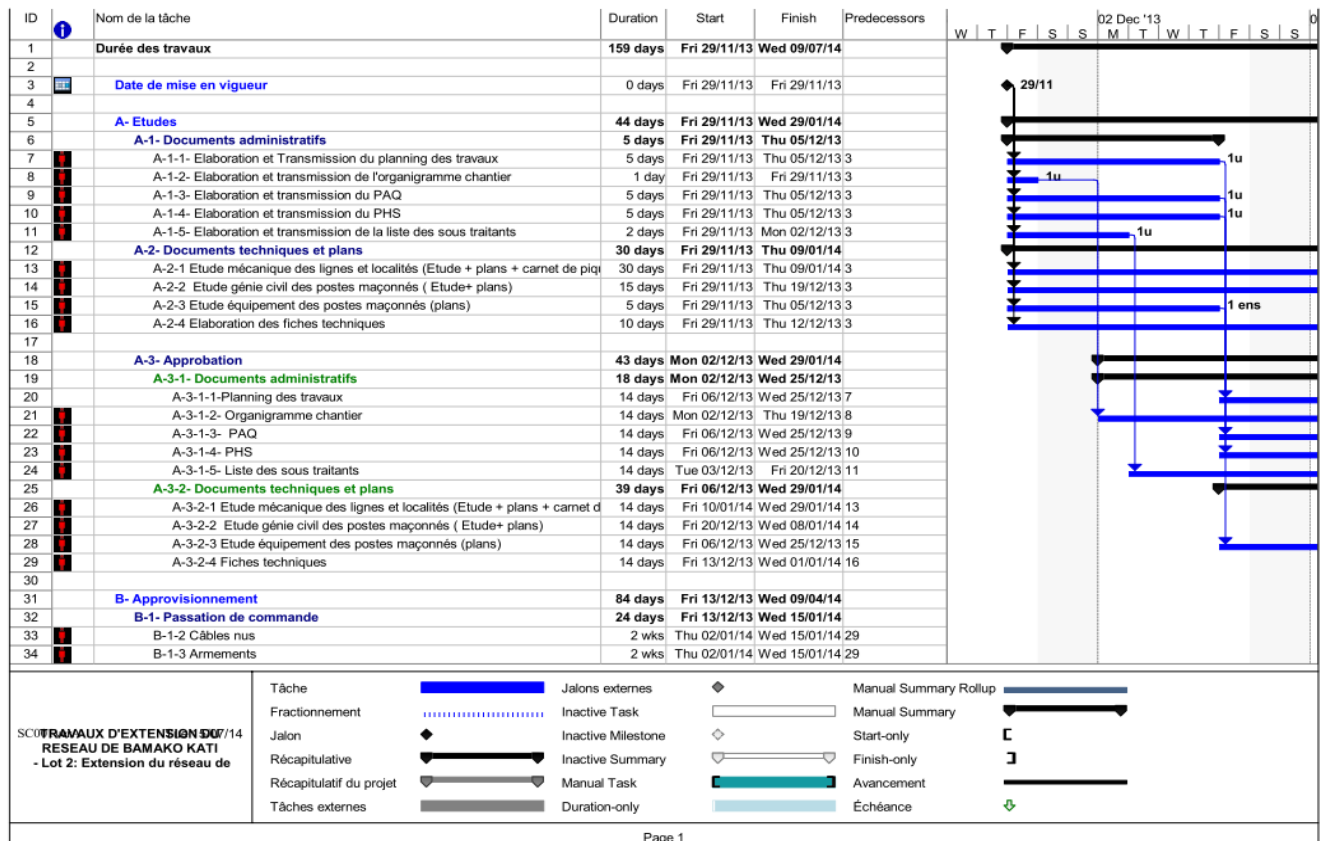 ID Nom de la tâche Duration Start Finish Predecessors 02 Dec '13 0
W T F S S M T W T F S S
1 Durée des travaux 159 days Fri 29/11/13 Wed 09/07/14
2
3 Date de mise en vigueur 0 days Fri 29/11/13 Fri 29/11/13 29/11
4
5 A- Etudes 44 days Fri 29/11/13 Wed 29/01/14
6 A-1- Documents administratifs 5 days Fri 29/11/13 Thu 05/12/13
7 A-1-1- Elaboration et Transmission du planning des travaux 5 days Fri 29/11/13 Thu 05/12/13 3 1u
8 A-1-2- Elaboration et transmission de l'organigramme chantier 1 day Fri 29/11/13 Fri 29/11/13 3 1u
9 A-1-3- Elaboration et transmission du PAQ 5 days Fri 29/11/13 Thu 05/12/13 3 1u
10 A-1-4- Elaboration et transmission du PHS 5 days Fri 29/11/13 Thu 05/12/13 3 1u
11 A-1-5- Elaboration et transmission de la liste des sous traitants 2 days Fri 29/11/13 Mon 02/12/13 3 1u
12 A-2- Documents techniques et plans 30 days Fri 29/11/13 Thu 09/01/14
13 A-2-1 Etude mécanique des lignes et localités (Etude + plans + carnet de piqu 30 days Fri 29/11/13 Thu 09/01/14 3
14 A-2-2 Etude génie civil des postes maçonnés ( Etude+ plans) 15 days Fri 29/11/13 Thu 19/12/13 3
15 A-2-3 Etude équipement des postes maçonnés (plans) 5 days Fri 29/11/13 Thu 05/12/13 3 1 ens
16 A-2-4 Elaboration des fiches techniques 10 days Fri 29/11/13 Thu 12/12/13 3
17
18 A-3- Approbation 43 days Mon 02/12/13 Wed 29/01/14
19 A-3-1- Documents administratifs 18 days Mon 02/12/13 Wed 25/12/13
20 A-3-1-1-Planning des travaux 14 days Fri 06/12/13 Wed 25/12/13 7
21 A-3-1-2- Organigramme chantier 14 days Mon 02/12/13 Thu 19/12/13 8
22 A-3-1-3- PAQ 14 days Fri 06/12/13 Wed 25/12/13 9
23 A-3-1-4- PHS 14 days Fri 06/12/13 Wed 25/12/13 10
24 A-3-1-5- Liste des sous traitants 14 days Tue 03/12/13 Fri 20/12/13 11
25 A-3-2- Documents techniques et plans 39 days Fri 06/12/13 Wed 29/01/14
26 A-3-2-1 Etude mécanique des lignes et localités (Etude + plans + carnet d 14 days Fri 10/01/14 Wed 29/01/14 13
27 A-3-2-2 Etude génie civil des postes maçonnés ( Etude+ plans) 14 days Fri 20/12/13 Wed 08/01/14 14
28 A-3-2-3 Etude équipement des postes maçonnés (plans) 14 days Fri 06/12/13 Wed 25/12/13 15
29 A-3-2-4 Fiches techniques 14 days Fri 13/12/13 Wed 01/01/14 16
30
31 B- Approvisionnement 84 days Fri 13/12/13 Wed 09/04/14
32 B-1- Passation de commande 24 days Fri 13/12/13 Wed 15/01/14
33 B-1-2 Câbles nus 2 wks Thu 02/01/14 Wed 15/01/14 29
34 B-1-3 Armements 2 wks Thu 02/01/14 Wed 15/01/14 29
TRAVAUX D'EXTENSION DU
RESEAU DE BAMAKO KATI
- Lot 2: Extension du réseau de
Tâche Jalons externes Manual Summary Rollup
Fractionnement Inactive Task Manual Summary
Jalon Inactive Milestone Start-only
Récapitulative Inactive Summary Finish-only
Récapitulatif du projet Manual Task Avancement
Tâches externes Duration-only Échéance
Page 1